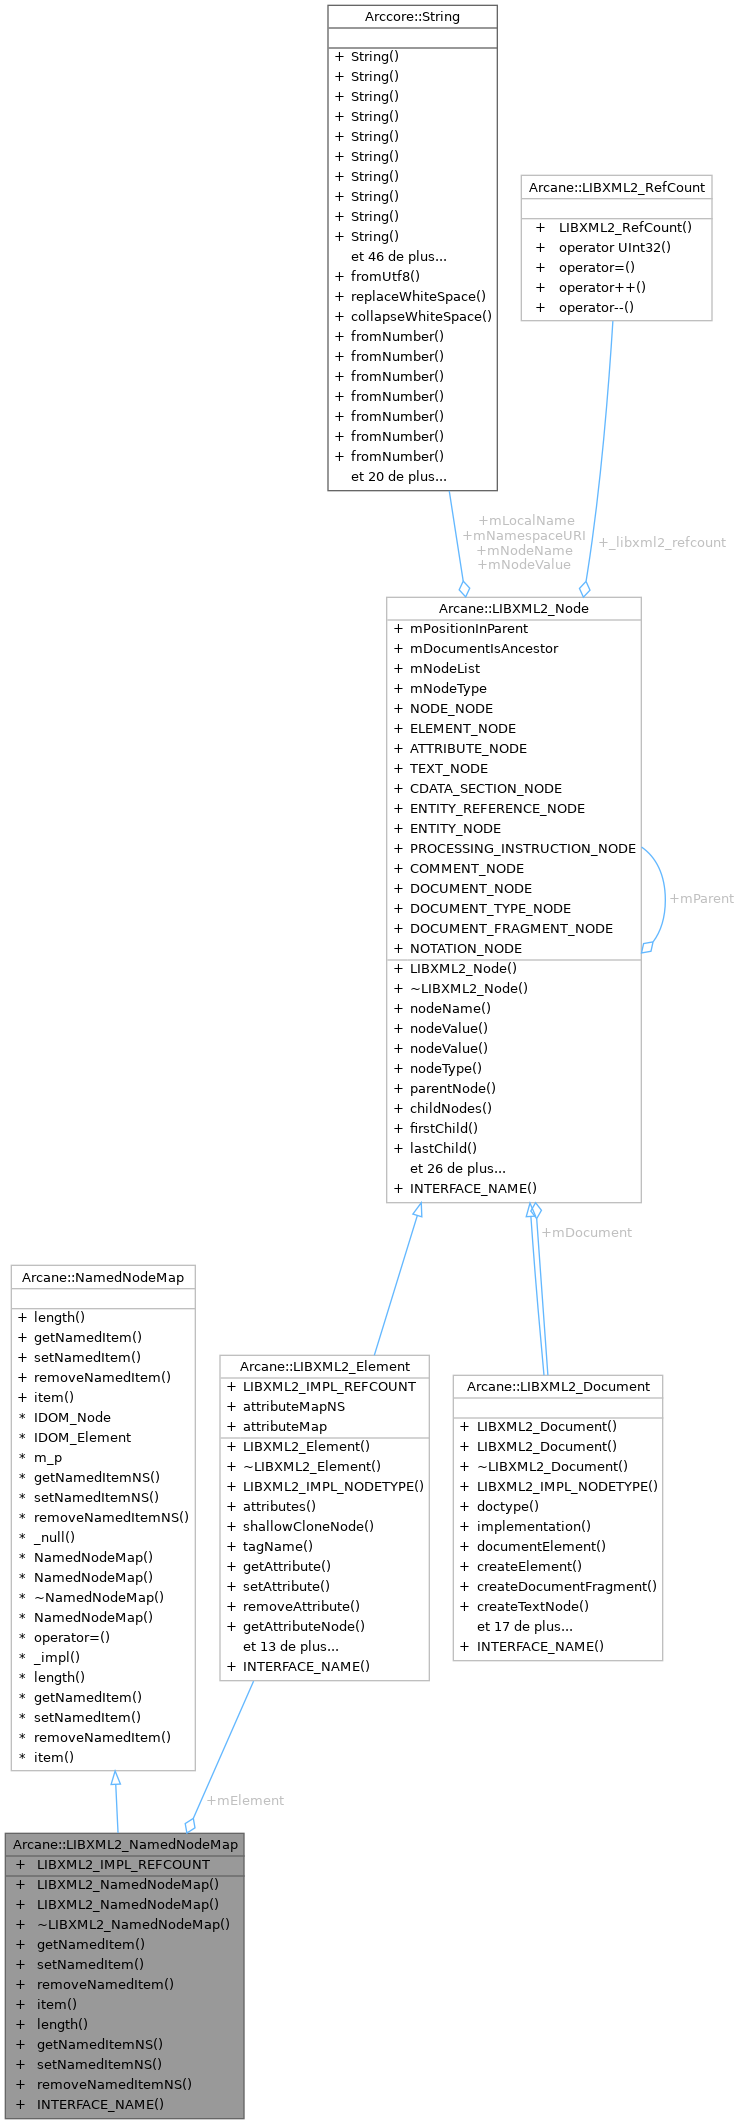 Arccore::String
+ String()
+ String()
+ String()
+ String()
+ String()
+ String()
+ String()
+ String()
+ String()
+ String()
et 46 de plus...
+ fromUtf8()
+ replaceWhiteSpace()
+ collapseWhiteSpace()
+ fromNumber()
+ fromNumber()
+ fromNumber()
+ fromNumber()
+ fromNumber()
+ fromNumber()
+ fromNumber()
et 20 de plus...
Arcane::LIBXML2_RefCount
+ LIBXML2_RefCount()
+ operator UInt32()
+ operator=()
+ operator++()
+ operator--()
+mLocalName
+mNamespaceURI
+mNodeName
+mNodeValue
+_libxml2_refcount
Arcane::LIBXML2_Node
+ mPositionInParent
+ mDocumentIsAncestor
+ mNodeList
+ mNodeType
+ NODE_NODE
+ ELEMENT_NODE
+ ATTRIBUTE_NODE
+ TEXT_NODE
+ CDATA_SECTION_NODE
+ ENTITY_REFERENCE_NODE
+ ENTITY_NODE
+ PROCESSING_INSTRUCTION_NODE
+ COMMENT_NODE
+ DOCUMENT_NODE
+ DOCUMENT_TYPE_NODE
+ DOCUMENT_FRAGMENT_NODE
+ NOTATION_NODE
+ LIBXML2_Node()
+ ~LIBXML2_Node()
+ nodeName()
+ nodeValue()
+ nodeValue()
+ nodeType()
+ parentNode()
+ childNodes()
+ firstChild()
+ lastChild()
et 26 de plus...
+ INTERFACE_NAME()
+mParent
+mDocument
Arcane::NamedNodeMap
+ length()
+ getNamedItem()
+ setNamedItem()
+ removeNamedItem()
+ item()
* IDOM_Node
* IDOM_Element
* m_p
* getNamedItemNS()
* setNamedItemNS()
* removeNamedItemNS()
* _null()
* NamedNodeMap()
* NamedNodeMap()
* ~NamedNodeMap()
* NamedNodeMap()
* operator=()
* _impl()
* length()
* getNamedItem()
* setNamedItem()
* removeNamedItem()
* item()
Arcane::LIBXML2_Element
+ LIBXML2_IMPL_REFCOUNT
+ attributeMapNS
+ attributeMap
+ LIBXML2_Element()
+ ~LIBXML2_Element()
+ LIBXML2_IMPL_NODETYPE()
+ attributes()
+ shallowCloneNode()
+ tagName()
+ getAttribute()
+ setAttribute()
+ removeAttribute()
+ getAttributeNode()
et 13 de plus...
+ INTERFACE_NAME()
Arcane::LIBXML2_Document
+ LIBXML2_Document()
+ LIBXML2_Document()
+ ~LIBXML2_Document()
+ LIBXML2_IMPL_NODETYPE()
+ doctype()
+ implementation()
+ documentElement()
+ createElement()
+ createDocumentFragment()
+ createTextNode()
et 17 de plus...
+ INTERFACE_NAME()
+mElement
Arcane::LIBXML2_NamedNodeMap
+ LIBXML2_IMPL_REFCOUNT
+ LIBXML2_NamedNodeMap()
+ LIBXML2_NamedNodeMap()
+ ~LIBXML2_NamedNodeMap()
+ getNamedItem()
+ setNamedItem()
+ removeNamedItem()
+ item()
+ length()
+ getNamedItemNS()
+ setNamedItemNS()
+ removeNamedItemNS()
+ INTERFACE_NAME()